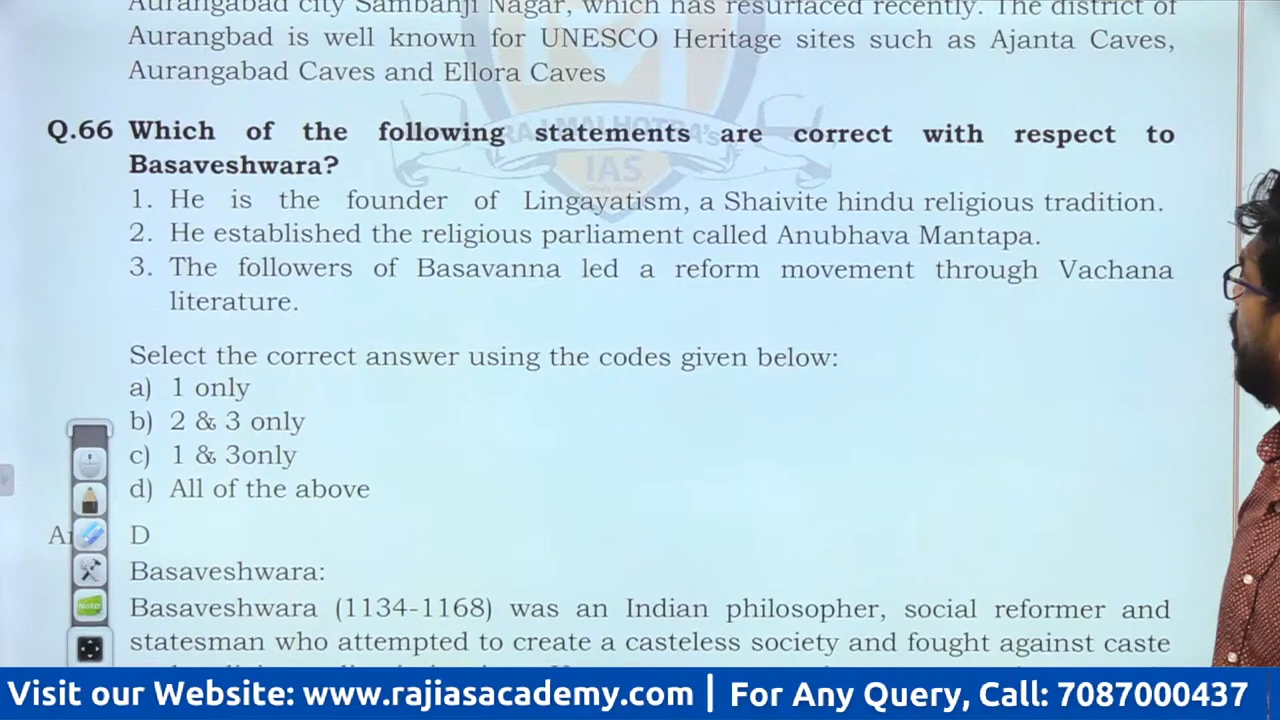 Aurangabad city Sambanji Nagar, which has resurfaced recently. The district of
Aurangbad is well known for UNESCO Heritage sites such as Ajanta Caves,
Aurangabad Caves and Ellora Caves
RAJ MALHOTRA's
IAS
Q.66 Which of the following statements are correct with respect to
Basaveshwara?
1. He is the founder of Lingayatism, a Shaivite hindu religious tradition.
2. He established the religious parliament called Anubhava Mantapa.
3. The followers of Basavanna led a reform movement through Vachana
literature.
Select the correct answer using the codes given below:
a) 1 only
b) 2 & 3 only
c) 1 & 3only
d) All of the above
D
Note
Basaveshwara:
Basaveshwara (1134-1168) was an Indian philosopher, social reformer and
statesman who attempted to create a casteless society and fought against caste
Visit our Website: www.rajiasacademy.com | For Any Query, Call: 7087000437